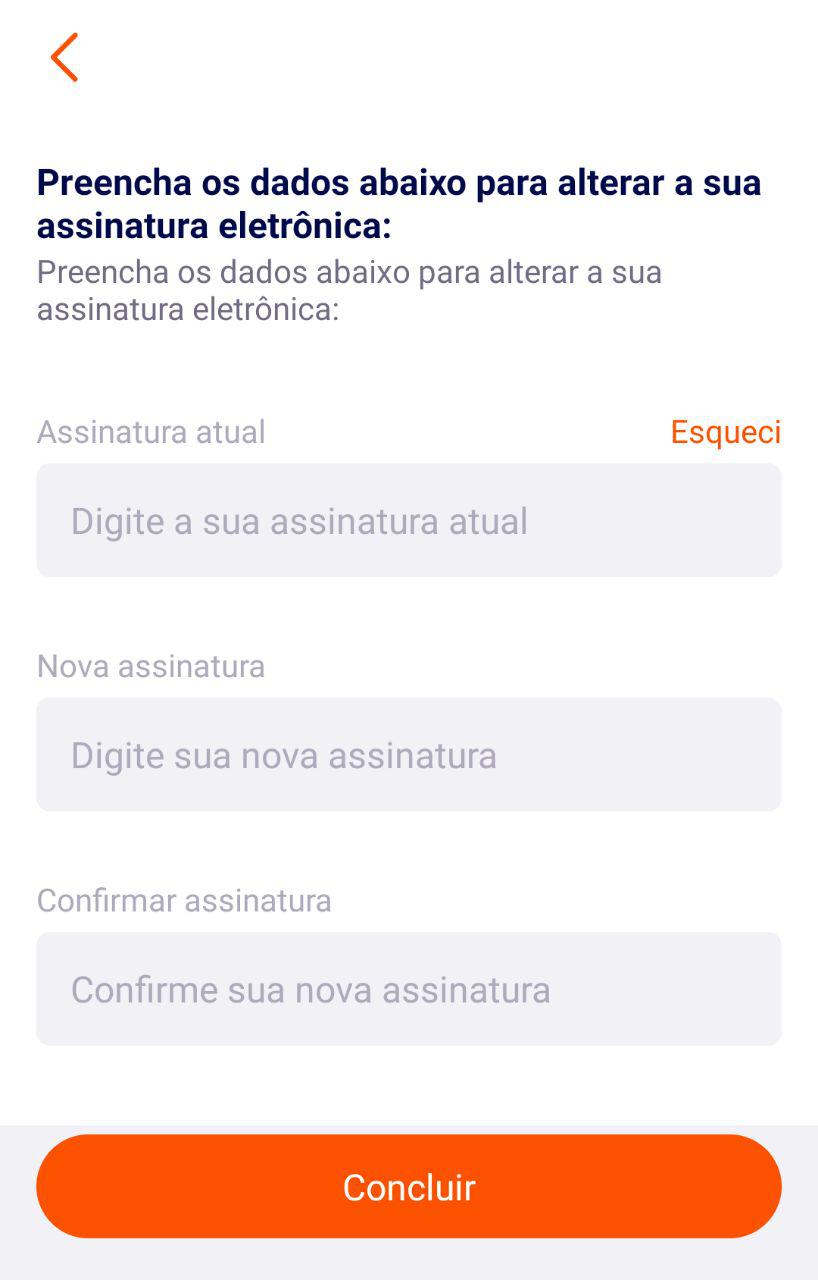 Preencha os dados abaixo para alterar a sua
assinatura eletrônica:
Preencha os dados abaixo para alterar a sua
assinatura eletrônica:
Assinatura atual
Esqueci
Digite a sua assinatura atual
Nova assinatura
Digite sua nova assinatura
Confirmar assinatura
Confirme sua nova assinatura
Concluir